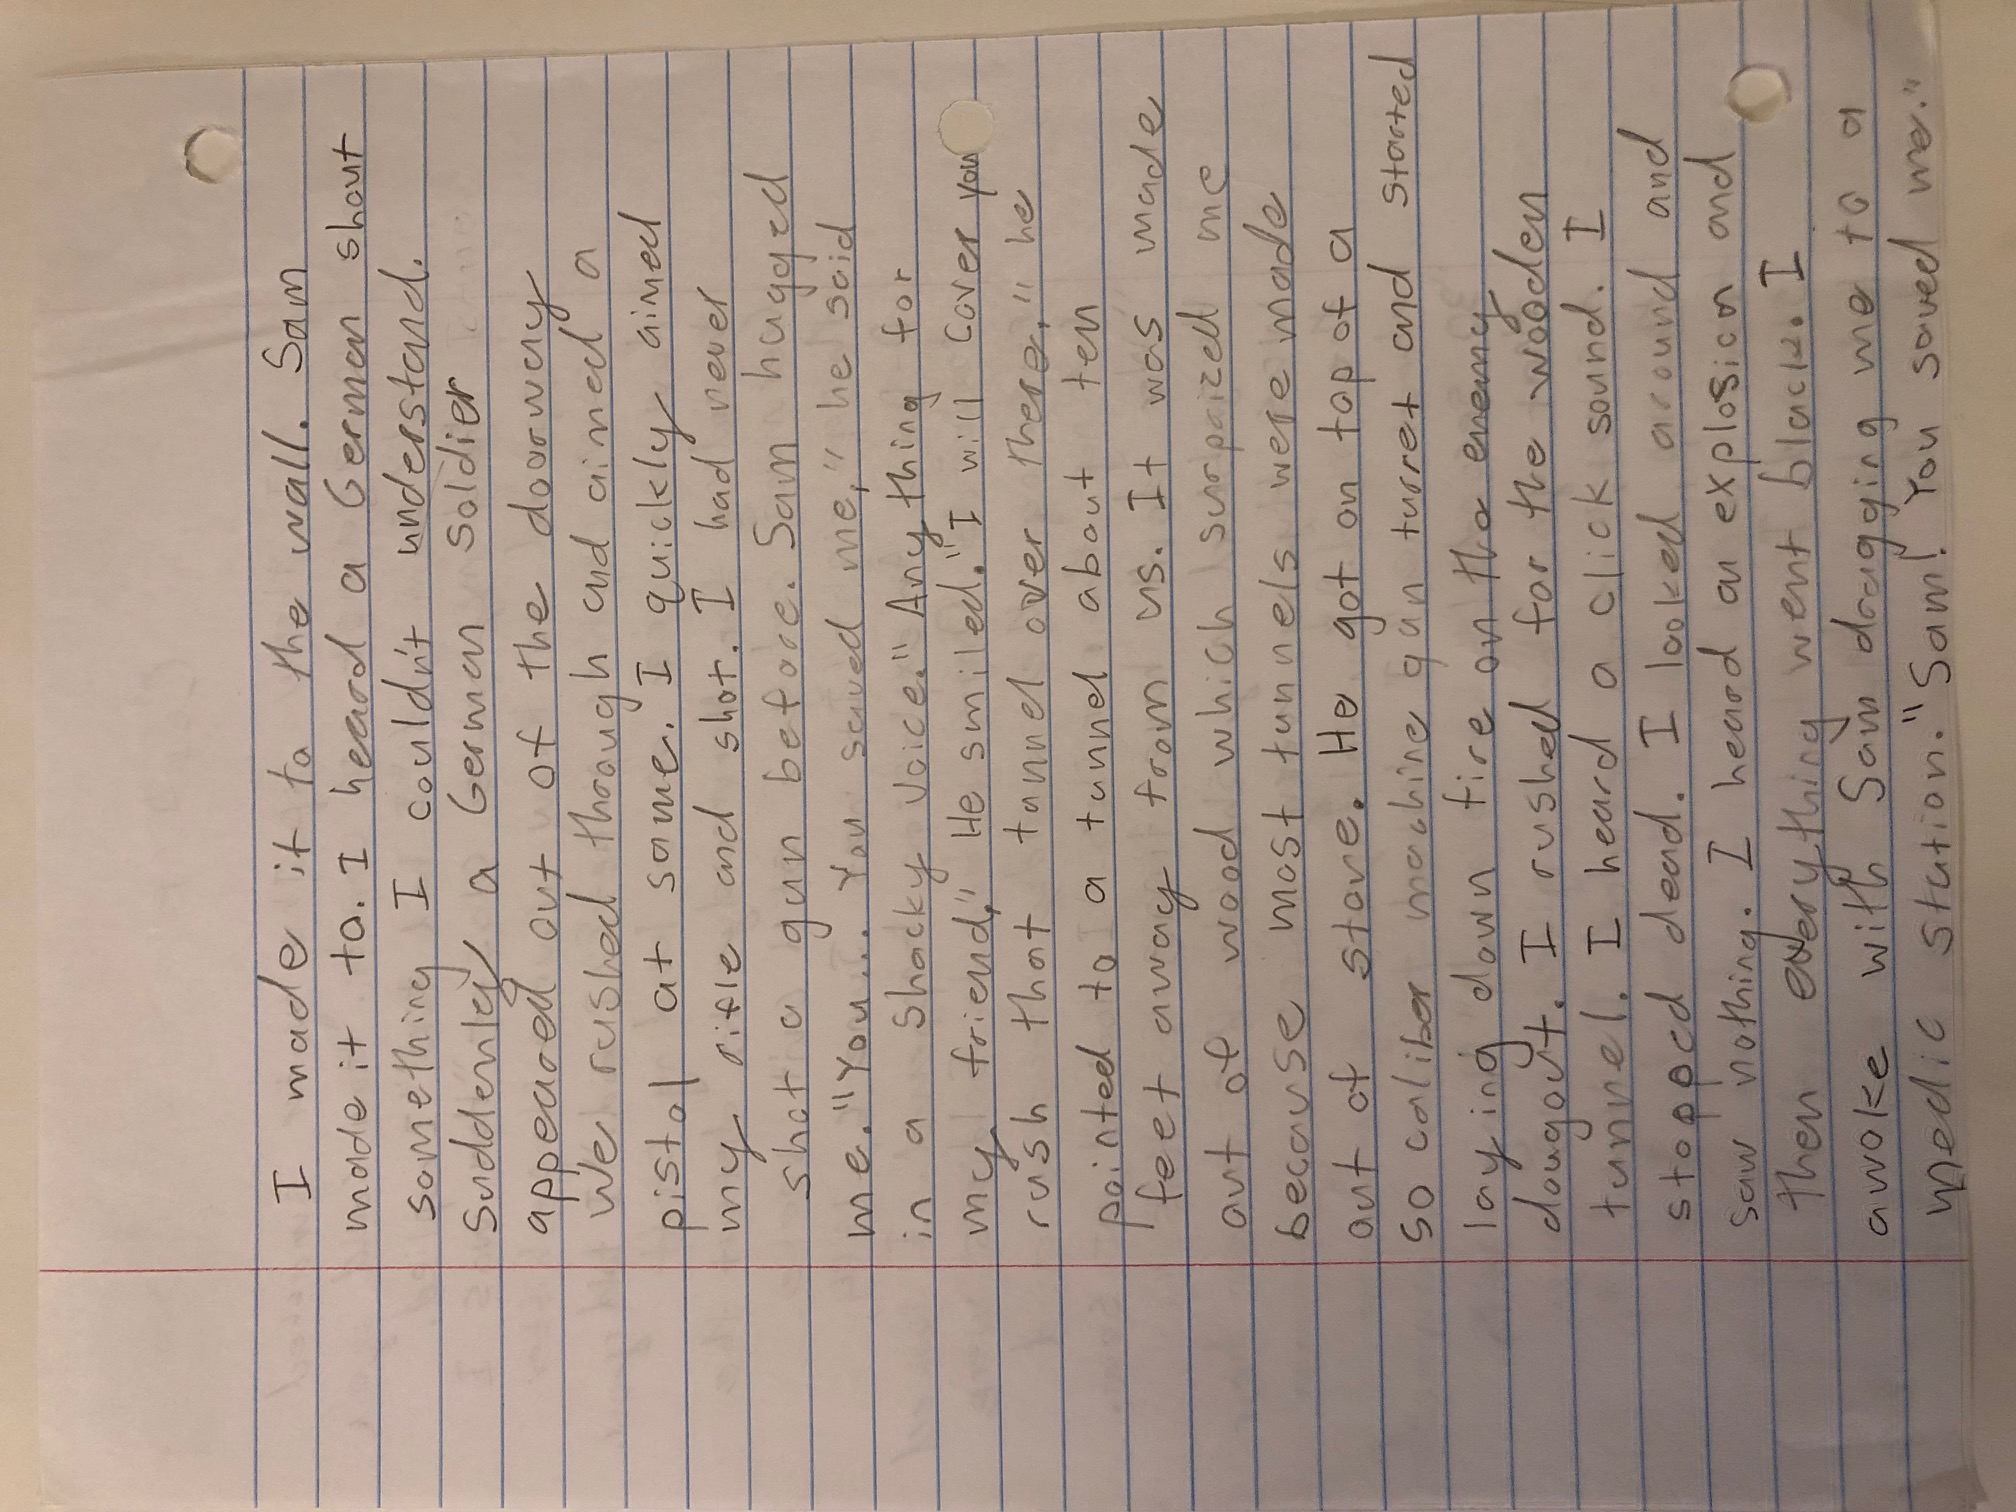 I made it to the wall. Sam
made it to. I heard a German shout
something I couldn't understand.
Suddenley a German soldier
appeared out of the doorway
We rushed through and aimed a
pistol at same. I quickly aimed
my rifle and shot. I had never
shot a gun before. Sam hugged
me. "You... You saved me," he said
in a shacky voice. "Any thing for
my friend," He smiled. "I will cover you
rush that tunnel over there," he
pointed to a tunnel about ten
feet away from us. It was made
out of wood which surprized me
because most tunnels were made
out of stone. He got on top of a
50 caliber machine gun turret and started
laying down fire on the enemy
dougout. I rushed for the wooden
tunnel. I heard a click sound. I
stopped dead. I looked around and
saw nothing. I heard an explosion and
then everything went black. I
awoke with Sam dragging me to a
medic station. "Sam! You saved me."